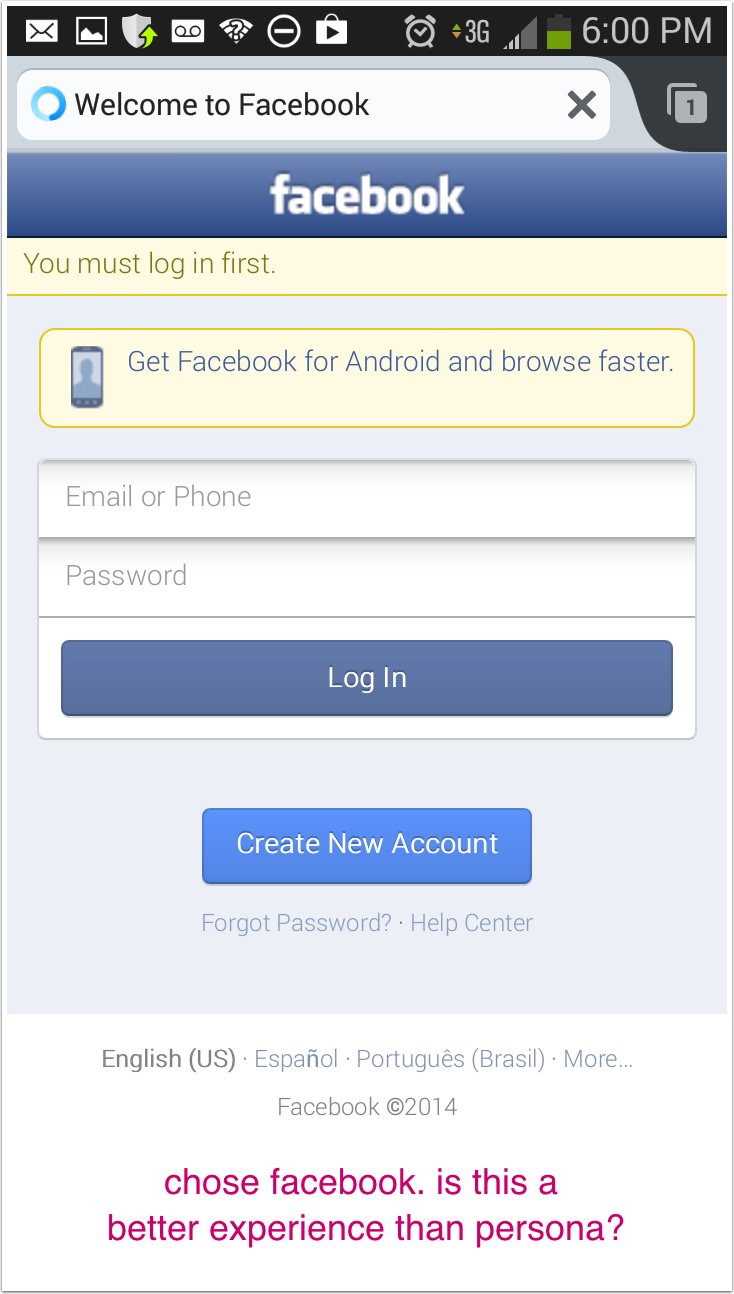 3G 6:00 PM
Welcome to Facebook
1
facebook
You must log in first.
Get Facebook for Android and browse faster.
Email or Phone
Password
Log In
Create New Account
Forgot Password? · Help Center
English (US) · Español · Português (Brasil) · More...
Facebook ©2014
chose facebook. is this a
better experience than persona?